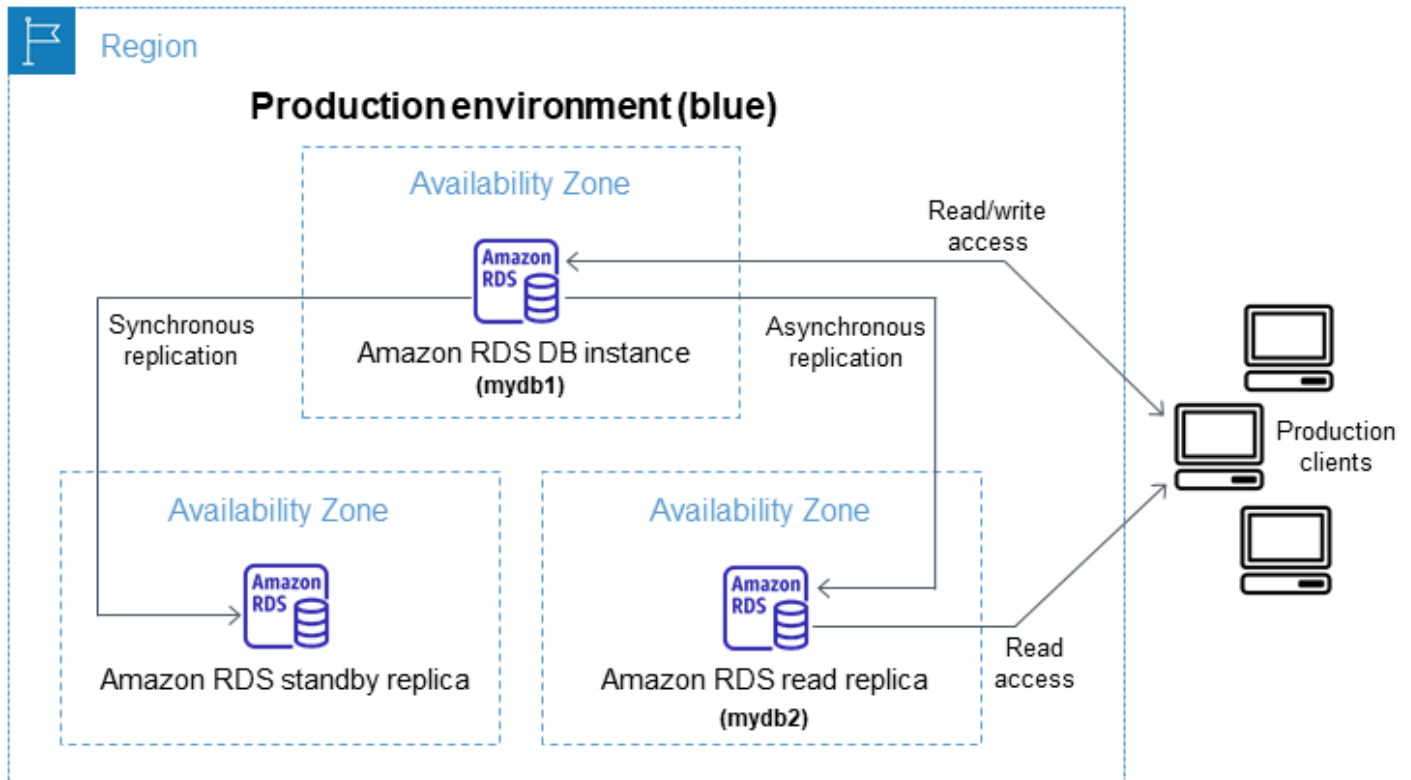 Region
Production environment (blue)
Availability Zone
Read/write
access
Amazon
RDS
Synchronous
replication
Asynchronous
replication
Amazon RDS DB instance
(mydb1)
Production
clients
Availability Zone
Availability Zone
Amazon
RDS
Amazon
RDS
Amazon RDS standby replica
Amazon RDS read replica
(mydb2)
Read
access